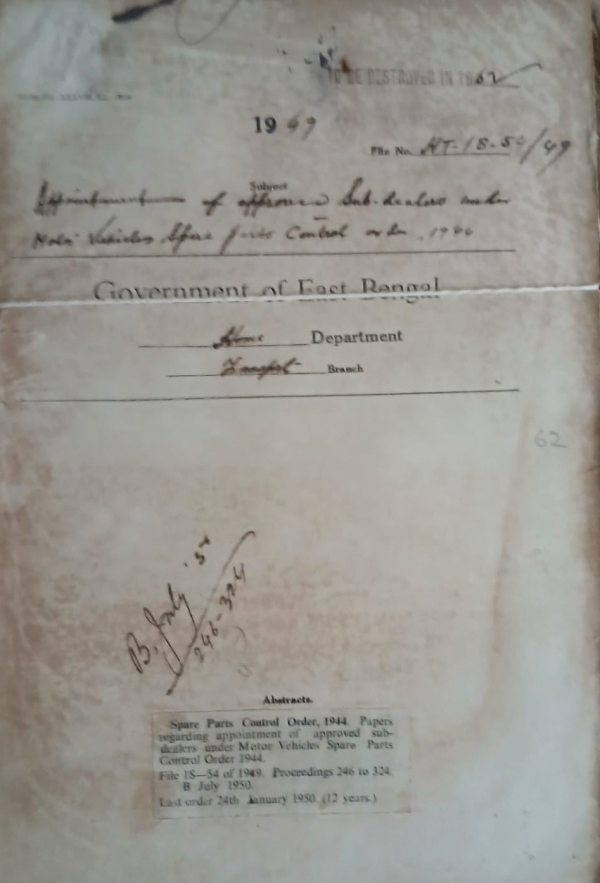 TO BE DESTROYED IN 1962
1949
File No. HT-18-54/49
Subject
Appointment of approved Sub-dealers under
Motor Vehicles Spare Parts Control order, 1944
Government of East Bengal
Home Department
Transport Branch
62
B. July '50
246-324
Abstracts.
Spare Parts Control Order, 1944. Papers
regarding appointment of approved sub-
dealers under Motor Vehicles Spare Parts
Control Order 1944.
File 1S—54 of 1949. Proceedings 246 to 324.
B July 1950.
Last order 24th January 1950. (12 years.)